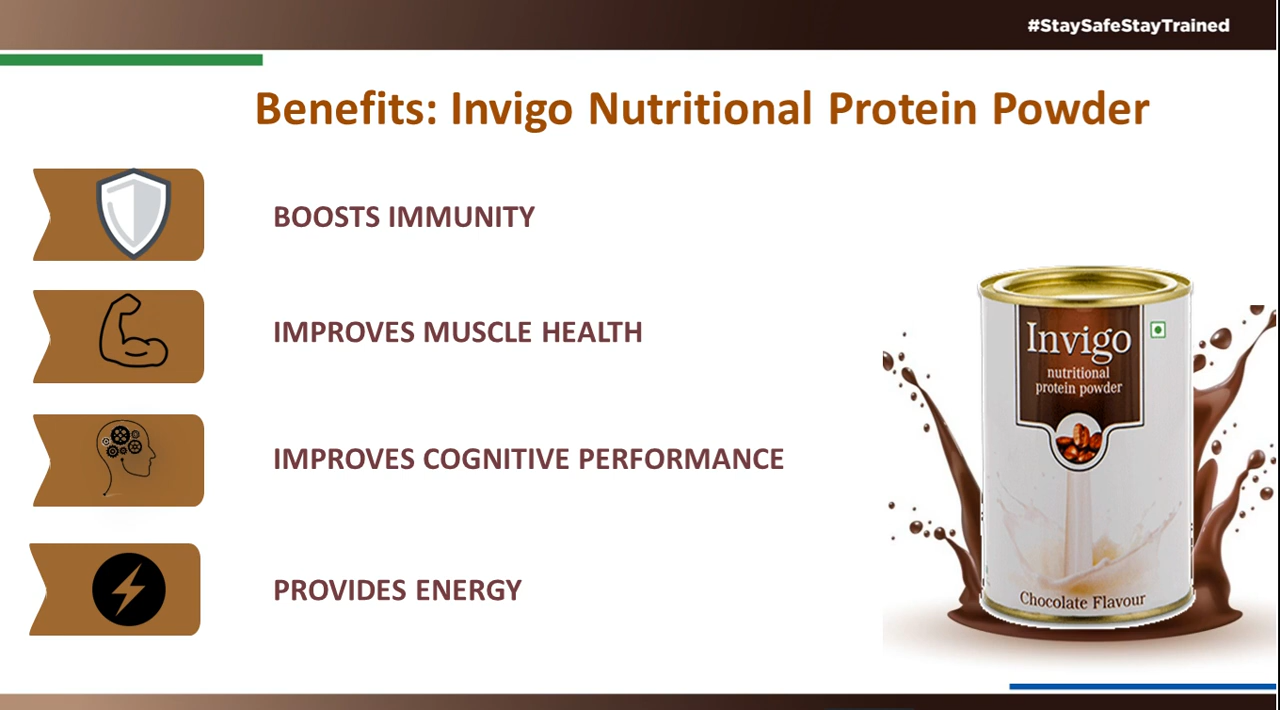 #StaySafeStayTrained
Benefits: Invigo Nutritional Protein Powder
BOOSTS IMMUNITY
IMPROVES MUSCLE HEALTH
IMPROVES COGNITIVE PERFORMANCE
PROVIDES ENERGY
Invigo
nutritional
protein powder
Chocolate Flavour